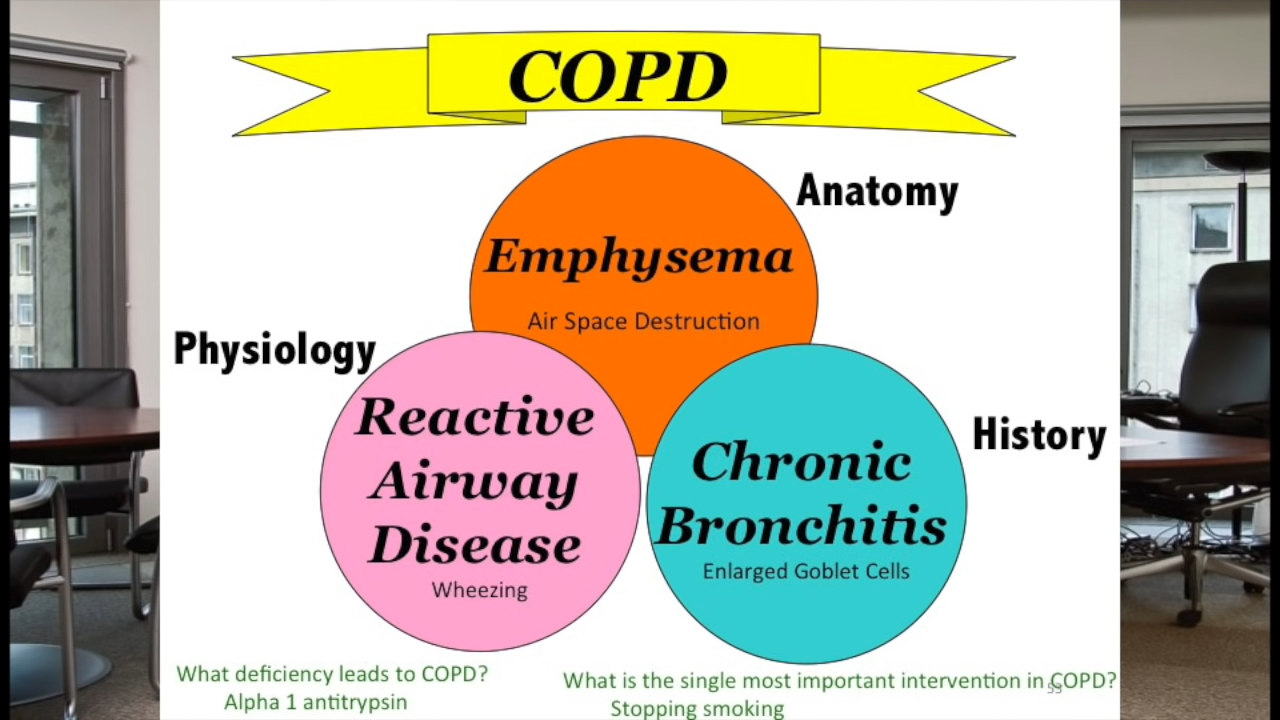 COPD
Anatomy
Emphysema
Air Space Destruction
Physiology
Reactive
Airway
Disease
Wheezing
History
Chronic
Bronchitis
Enlarged Goblet Cells
What deficiency leads to COPD?
Alpha 1 antitrypsin
What is the single most important intervention in COPD?
Stopping smoking
53